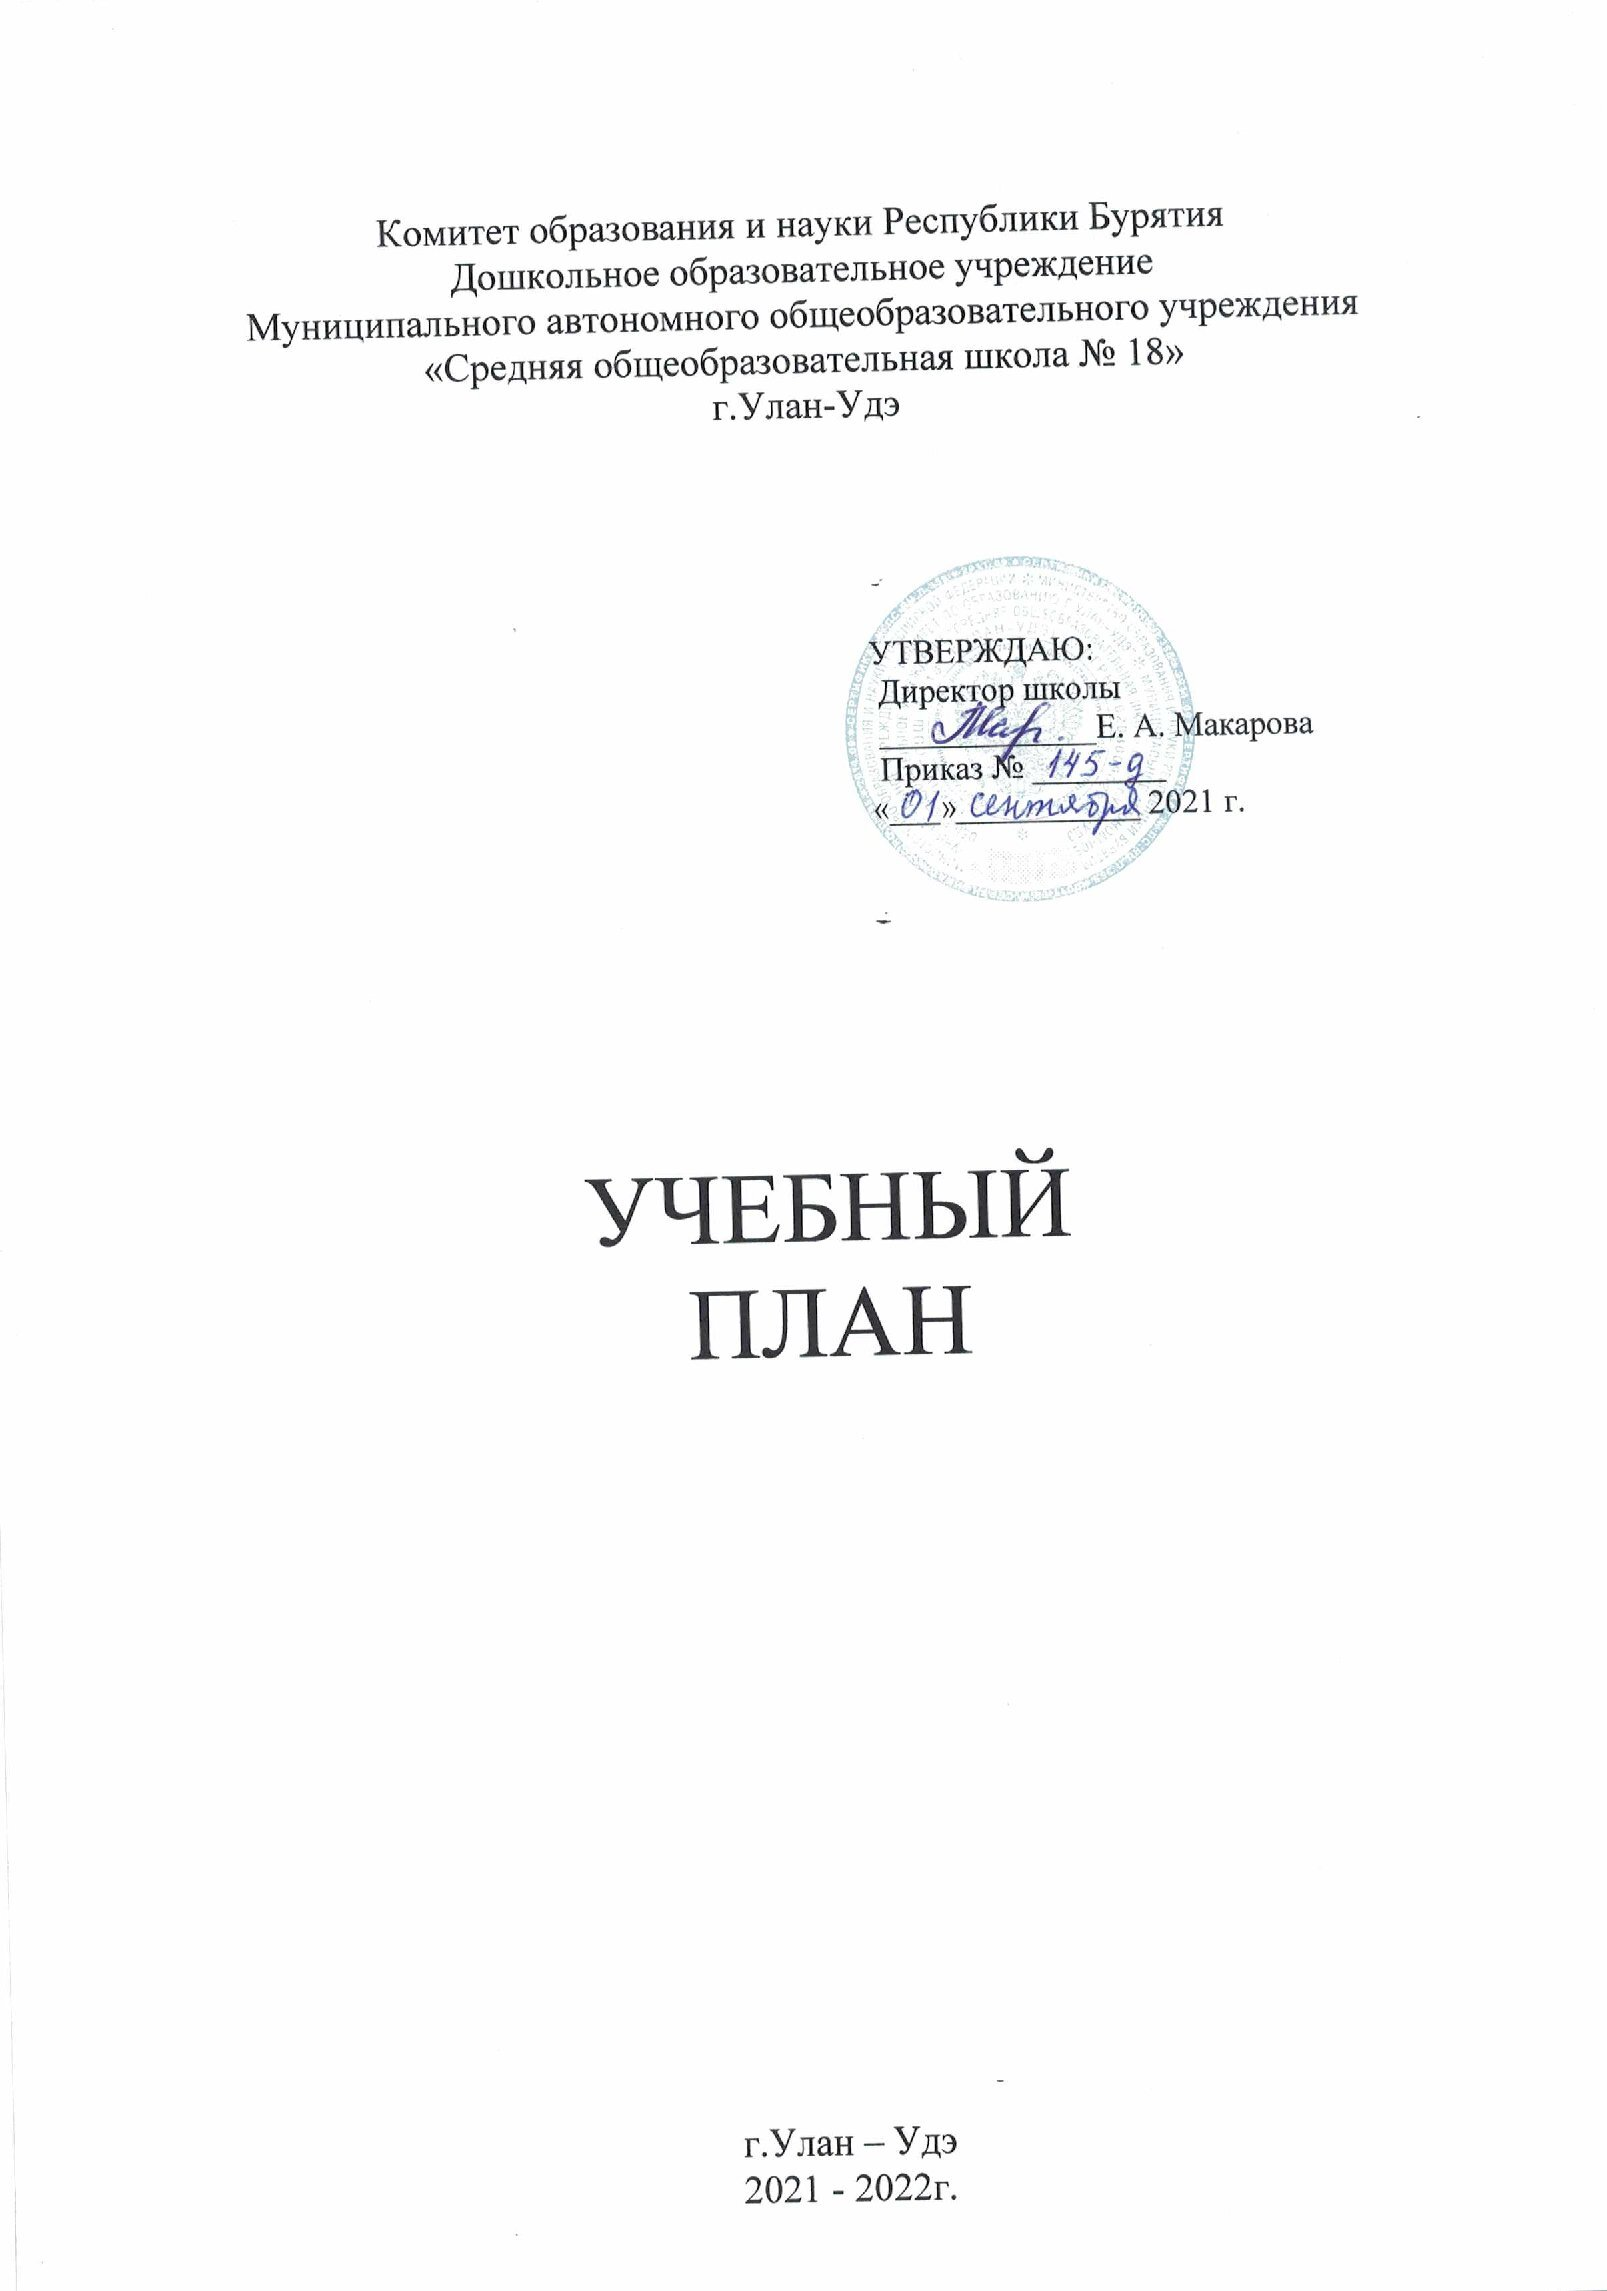 Комитет образования и науки Республики Бурятия
Дошкольное образовательное учреждение
Муниципального автономного общеобразовательного учреждения
«Средняя общеобразовательная школа № 18»
г.Улан-Удэ
УТВЕРЖДАЮ:
Директор школы
Мар. Е. А. Макарова
Приказ № 145-д
«01» сентября 2021 г.
УЧЕБНЫЙ
ПЛАН
г.Улан – Удэ
2021 - 2022г.